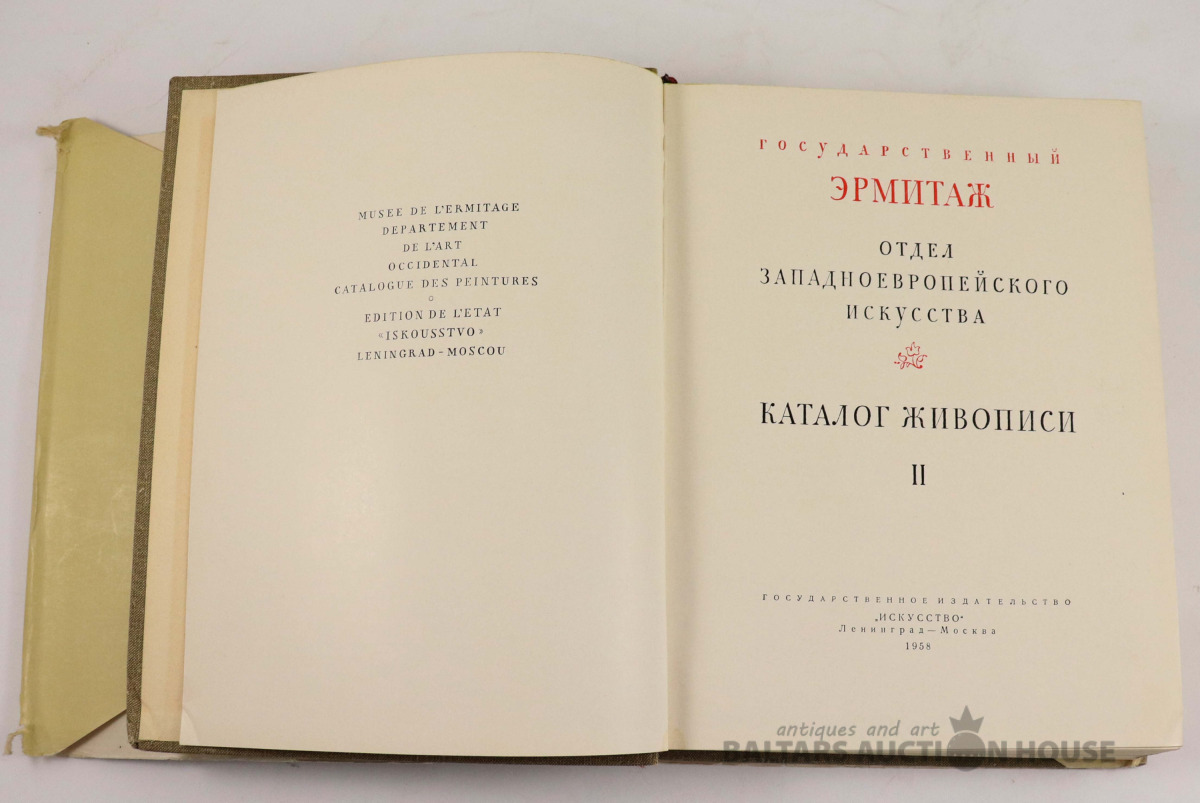 MUSEE DE L'ERMITAGE
DEPARTEMENT
DE L'ART
OCCIDENTAL
CATALOGUE DES PEINTURES
EDITION DE L'ETAT
«ISKOUSSTVO»
LENINGRAD-MOSCOU
ГОСУДАРСТВЕННЫЙ
ЭРМИТАЖ
ОТДЕЛ
ЗАПАДНОЕВРОПЕЙСКОГО
ИСКУССТВА
КАТАЛОГ ЖИВОПИСИ
II
ГОСУДАРСТВЕННОЕ ИЗДАТЕЛЬСТВО
„ИСКУССТВО"
Ленинград—Москва
1958
antiques and art
BALTARS AUCTION HOUSE